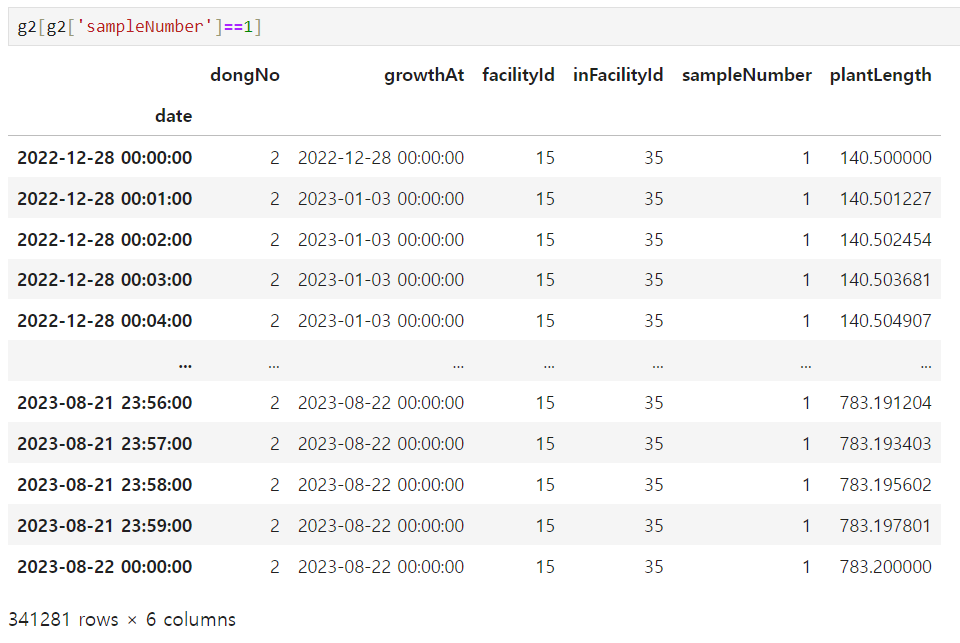 g2[g2['sampleNumber']==1]
dongNo growthAt facilityId inFacilityId sampleNumber plantLength
date
2022-12-28 00:00:00 2 2022-12-28 00:00:00 15 35 1 140.500000
2022-12-28 00:01:00 2 2023-01-03 00:00:00 15 35 1 140.501227
2022-12-28 00:02:00 2 2023-01-03 00:00:00 15 35 1 140.502454
2022-12-28 00:03:00 2 2023-01-03 00:00:00 15 35 1 140.503681
2022-12-28 00:04:00 2 2023-01-03 00:00:00 15 35 1 140.504907
... ... ... ... ... ... ...
2023-08-21 23:56:00 2 2023-08-22 00:00:00 15 35 1 783.191204
2023-08-21 23:57:00 2 2023-08-22 00:00:00 15 35 1 783.193403
2023-08-21 23:58:00 2 2023-08-22 00:00:00 15 35 1 783.195602
2023-08-21 23:59:00 2 2023-08-22 00:00:00 15 35 1 783.197801
2023-08-22 00:00:00 2 2023-08-22 00:00:00 15 35 1 783.200000
341281 rows × 6 columns